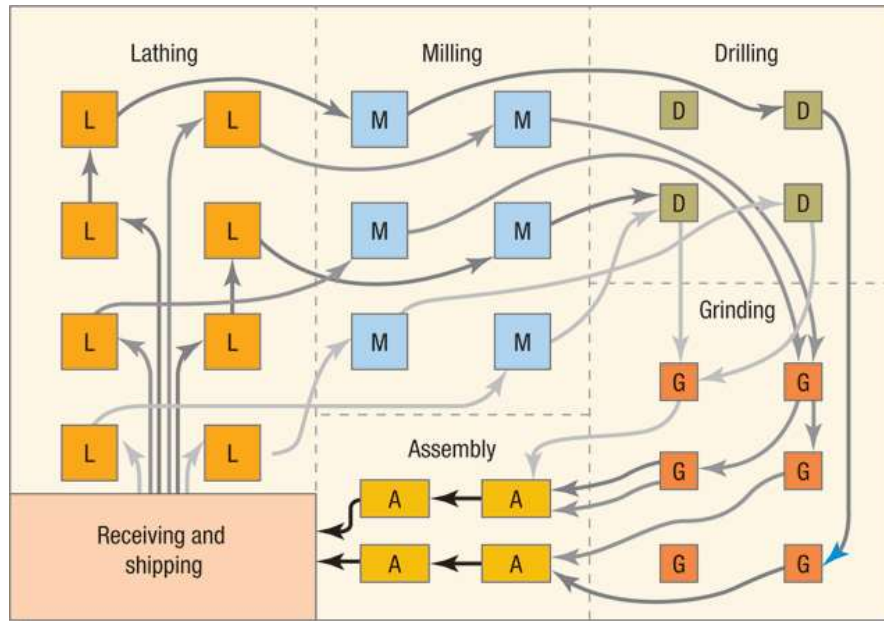 Lathing
Milling
Drilling
L
L
M
M
D
D
L
L
M
M
D
D
Grinding
L
L
M
M
G
G
L
L
Assembly
G
G
A
A
Receiving and
shipping
A
A
G
G